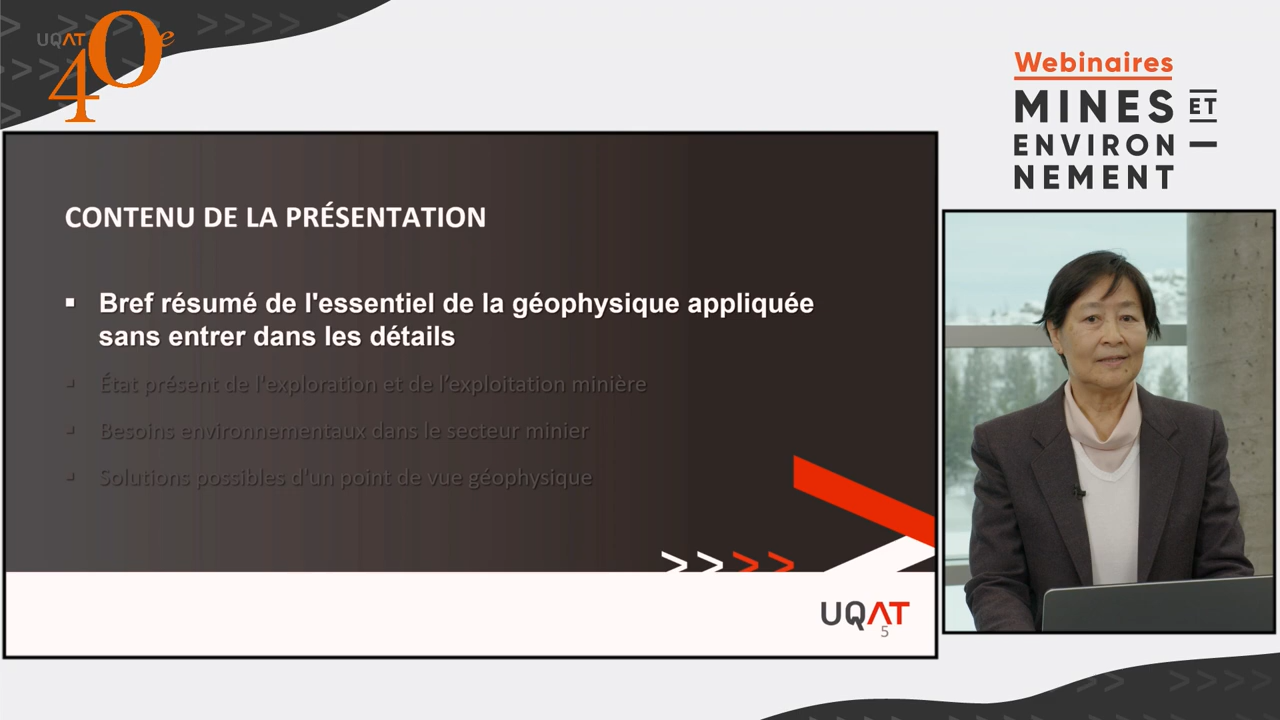 UQAT 40e
Webinaires
MINES ET
ENVIRON
NEMENT
CONTENU DE LA PRÉSENTATION
▪ Bref résumé de l'essentiel de la géophysique appliquée
sans entrer dans les détails
▪ État présent de l'exploration et de l’exploitation minière
▪ Besoins environnementaux dans le secteur minier
▪ Solutions possibles d'un point de vue géophysique
UQAT
5